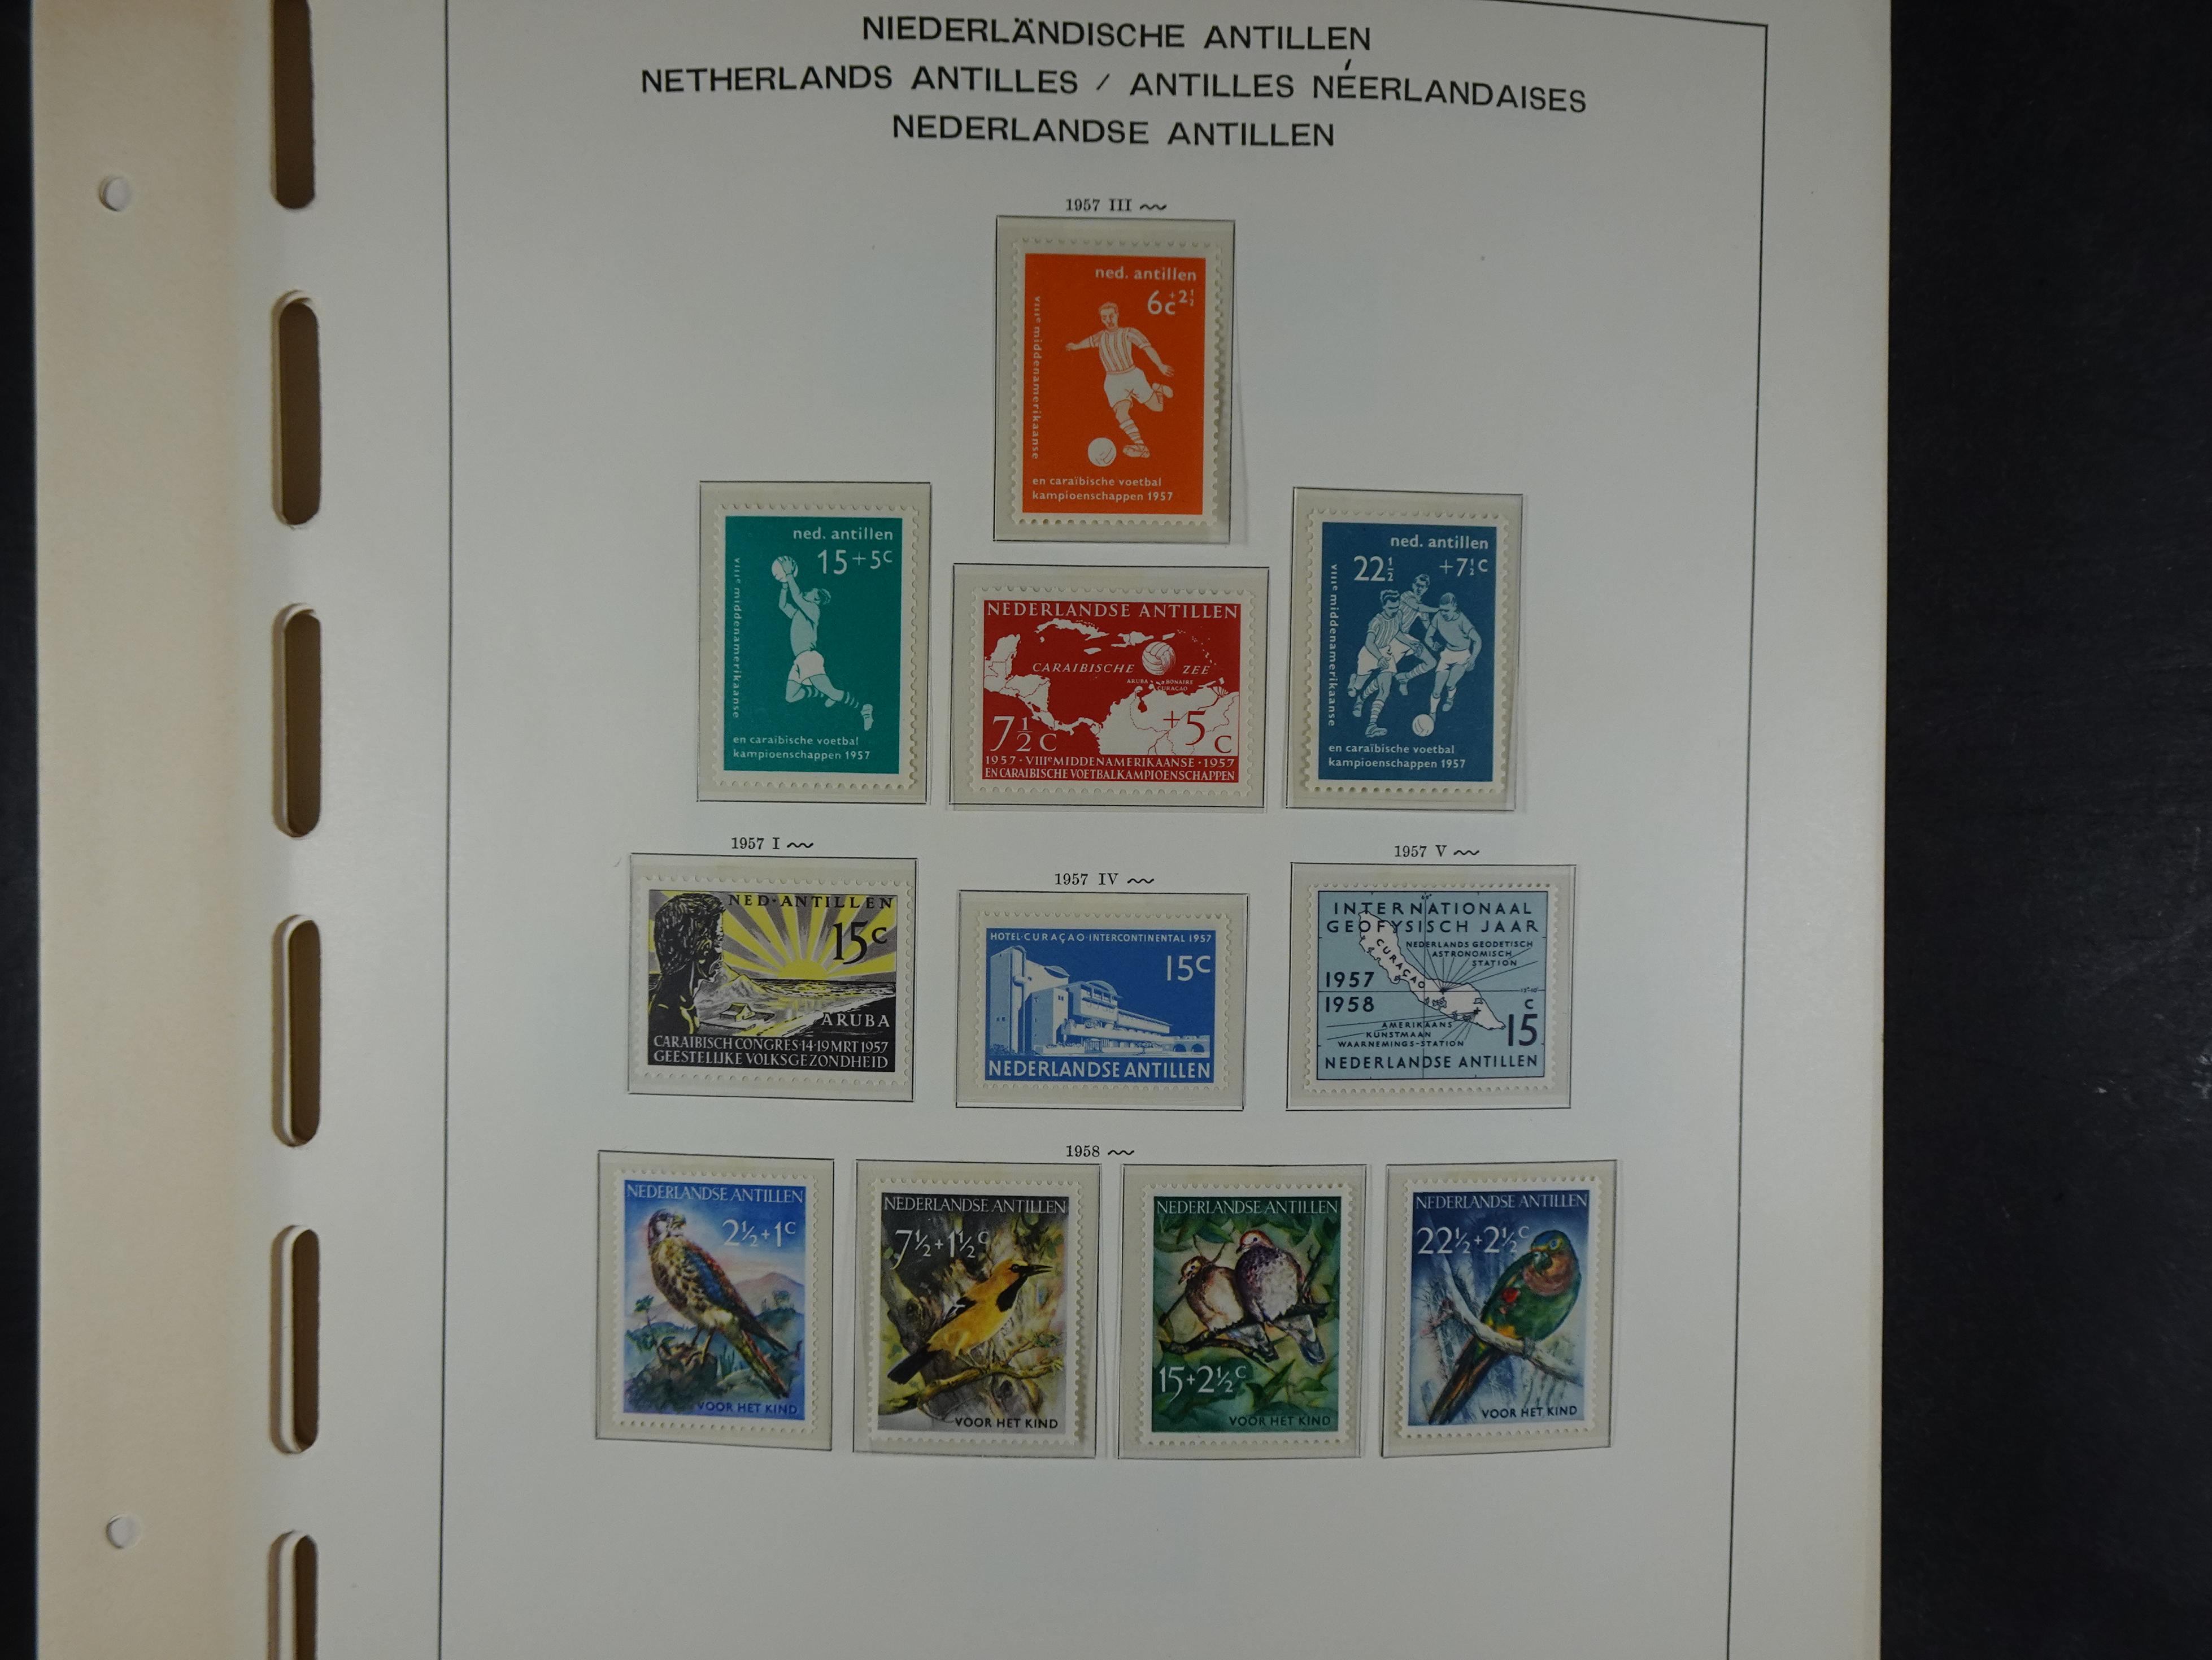 NIEDERLÄNDISCHE ANTILLEN
NETHERLANDS ANTILLES / ANTILLES NÉERLANDAISES
NEDERLANDSE ANTILLEN
1957 III
ned. antillen
6c +2½
VIIIe middenamerikaanse
en caraïbische voetbal
kampioenschappen 1957
ned. antillen
15+5c
VIIIe middenamerikaanse
en caraïbische voetbal
kampioenschappen 1957
NEDERLANDSE ANTILLEN
CARAIBISCHE ZEE
ARUBA BONAIRE
CURAÇAO
7½ C +5 C
1957 · VIIIe MIDDENAMERIKAANSE · 1957
EN CARAIBISCHE VOETBALKAMPIOENSCHAPPEN
ned. antillen
22½ +7½c
VIIIe middenamerikaanse
en caraïbische voetbal
kampioenschappen 1957
1957 I
NED·ANTILLEN
15c
ARUBA
CARAÏBISCH CONGRES·14-19 MRT 1957
GEESTELIJKE VOLKSGEZONDHEID
1957 IV
HOTEL·CURAÇAO·INTERCONTINENTAL 1957
15c
NEDERLANDSE ANTILLEN
1957 V
INTERNATIONAAL
GEOFYSISCH JAAR
NEDERLANDS GEODETISCH
ASTRONOMISCH
STATION
CURAÇAO
1957
1958
C
15
AMERIKAANS
KUNSTMAAN
WAARNEMINGS-STATION
NEDERLANDSE ANTILLEN
1958
NEDERLANDSE ANTILLEN
2½+1c
VOOR HET KIND
NEDERLANDSE ANTILLEN
7½+1½c
VOOR HET KIND
NEDERLANDSE ANTILLEN
15+2½c
VOOR HET KIND
NEDERLANDSE ANTILLEN
22½+2½c
VOOR HET KIND